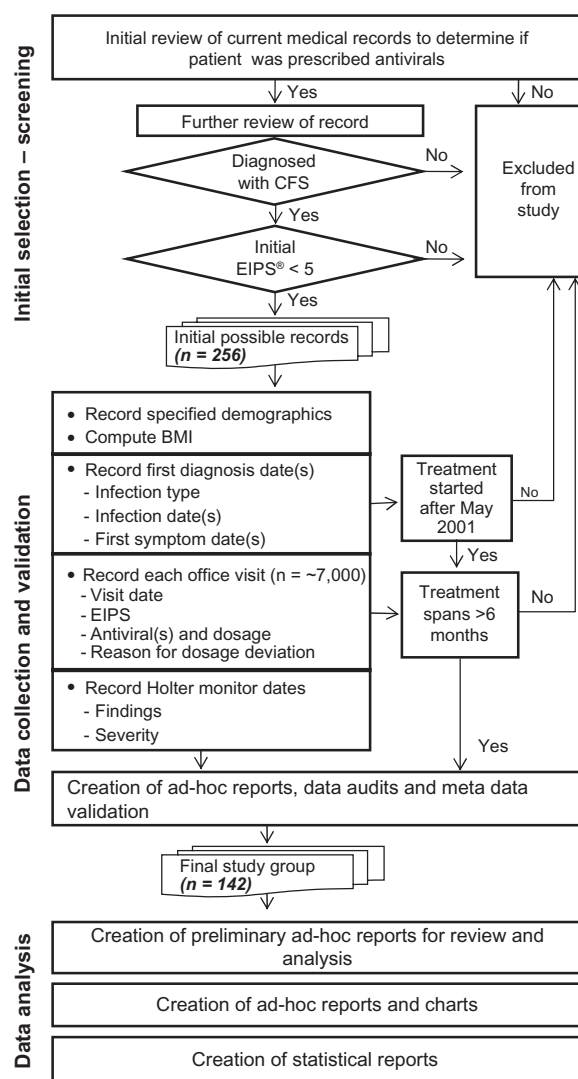 Initial selection – screening
Initial review of current medical records to determine if
patient was prescribed antivirals
Yes
No
Further review of record
Diagnosed
with CFS
No
Excluded
from
study
Yes
Initial
EIPS® < 5
No
Yes
Initial possible records
(n = 256)
Data collection and validation
• Record specified demographics
• Compute BMI
• Record first diagnosis date(s)
- Infection type
- Infection date(s)
- First symptom date(s)
Treatment
started
after May
2001
No
Yes
• Record each office visit (n = ~7,000)
- Visit date
- EIPS
- Antiviral(s) and dosage
- Reason for dosage deviation
Treatment
spans >6
months
No
• Record Holter monitor dates
- Findings
- Severity
Yes
Creation of ad-hoc reports, data audits and meta data
validation
Final study group
(n = 142)
Data analysis
Creation of preliminary ad-hoc reports for review and
analysis
Creation of ad-hoc reports and charts
Creation of statistical reports